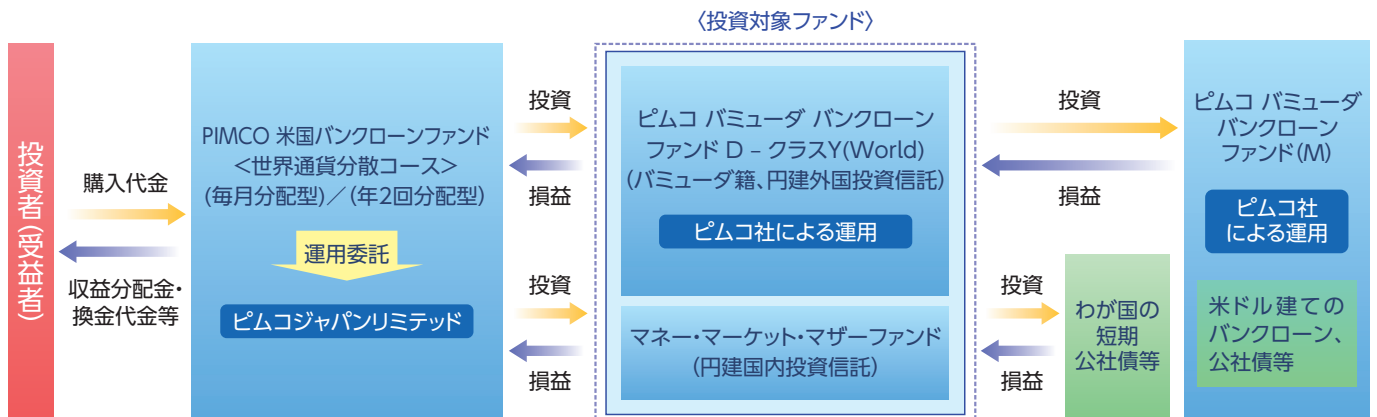 〈投資対象ファンド〉
投資者(受益者)
購入代金
収益分配金・
換金代金等
PIMCO 米国バンクローンファンド
<世界通貨分散コース>
(毎月分配型)/(年2回分配型)
運用委託
ピムコジャパンリミテッド
投資
損益
投資
損益
ピムコ バミューダ バンクローン
ファンド D – クラスY(World)
(バミューダ籍、円建外国投資信託)
ピムコ社による運用
マネー・マーケット・マザーファンド
(円建国内投資信託)
投資
損益
投資
損益
わが国の
短期
公社債等
ピムコ バミューダ
バンクローン
ファンド(M)
ピムコ社
による運用
米ドル建ての
バンクローン、
公社債等